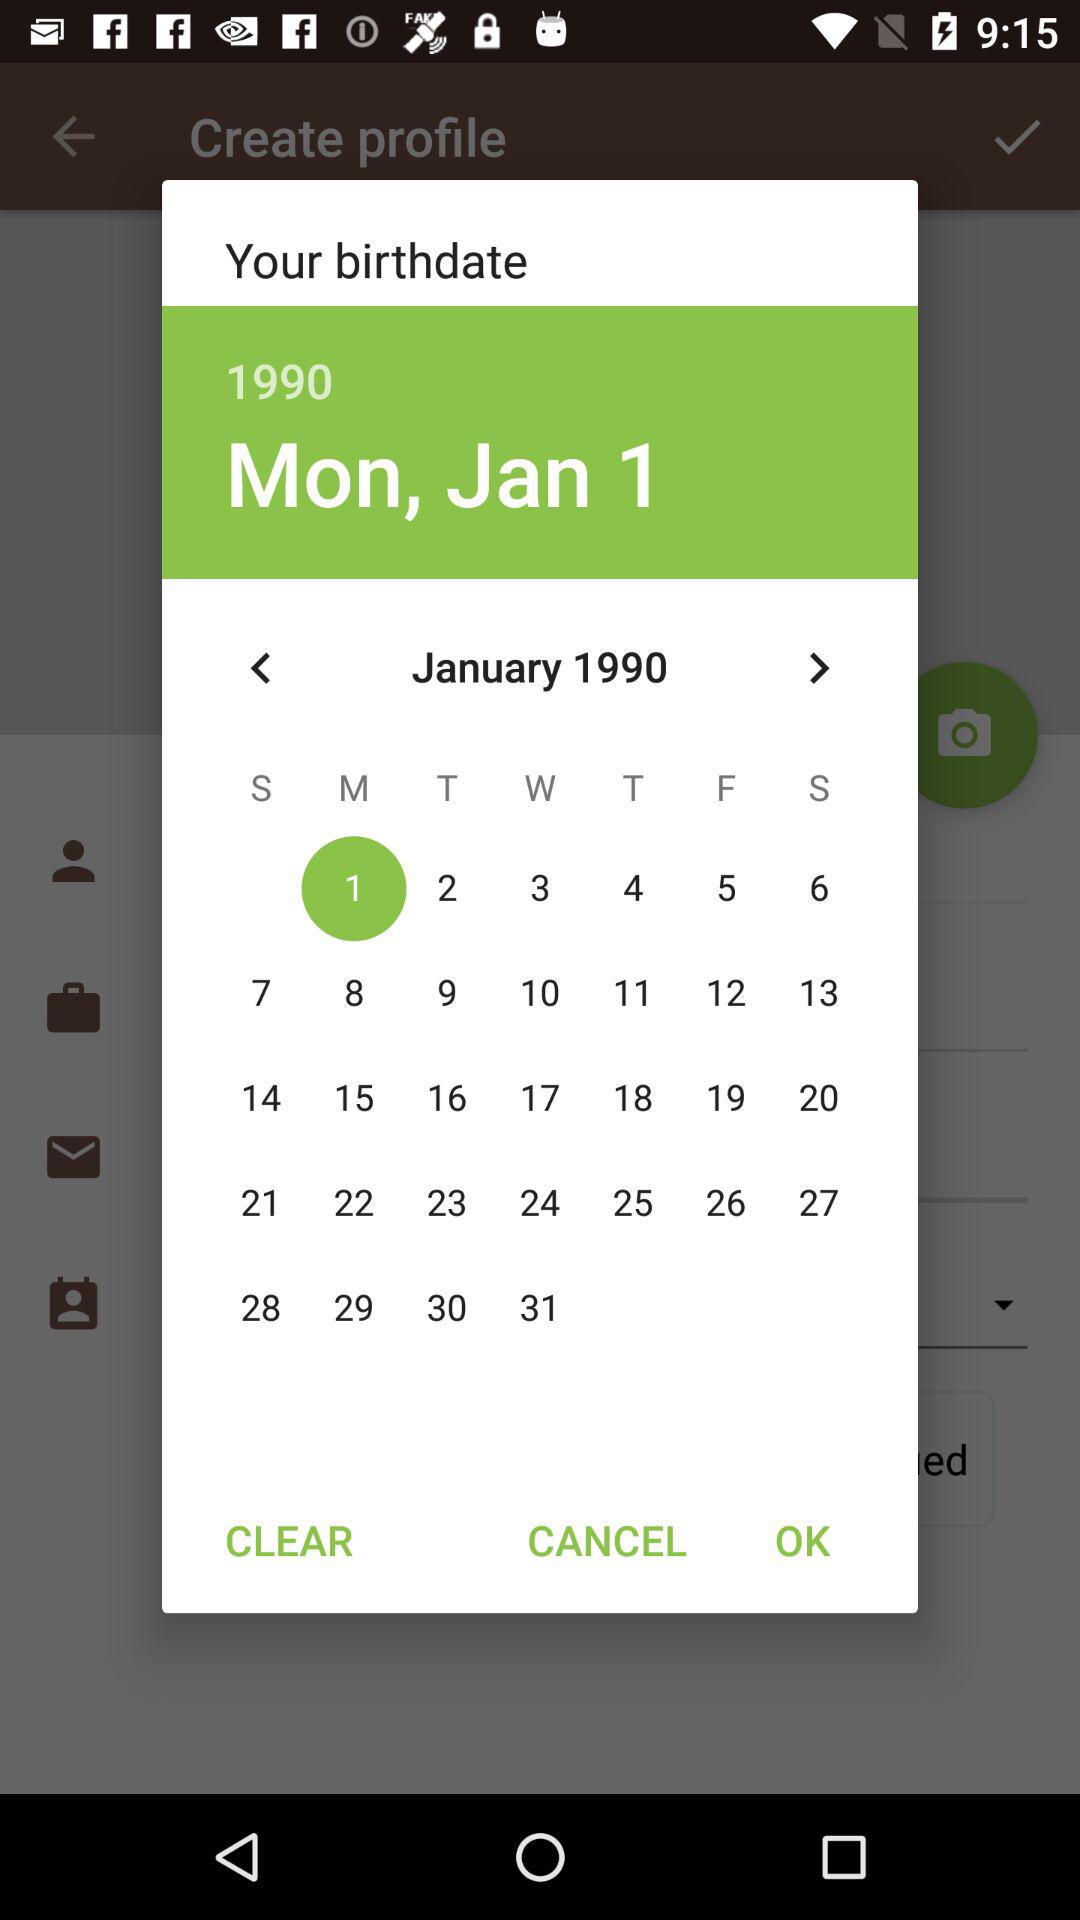 FAKE 9:15
Create profile
Your birthdate
1990
Mon, Jan 1
January 1990
S M T W T F S
1 2 3 4 5 6
7 8 9 10 11 12 13
14 15 16 17 18 19 20
21 22 23 24 25 26 27
28 29 30 31
CLEAR CANCEL OK